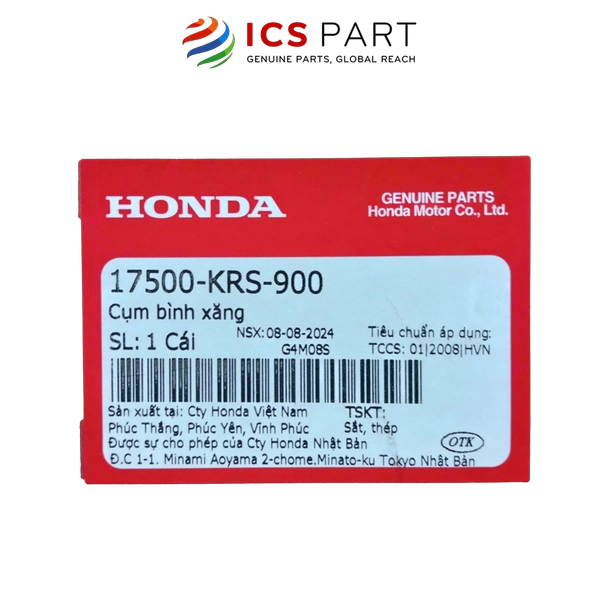 ICS PART
GENUINE PARTS, GLOBAL REACH
HONDA
GENUINE PARTS
Honda Motor Co., Ltd.
17500-KRS-900
Cụm bình xăng
SL: 1 Cái
NSX: 08-08-2024
G4M08S
Tiêu chuẩn áp dụng:
TCCS: 01|2008|HVN
Sản xuất tại: Cty Honda Việt Nam
Phúc Thắng, Phúc Yên, Vĩnh Phúc
TSKT:
Sắt, thép
Được sự cho phép của Cty Honda Nhật Bản
Đ.C 1-1. Minami Aoyama 2-chome.Minato-ku Tokyo Nhật Bản
OTK